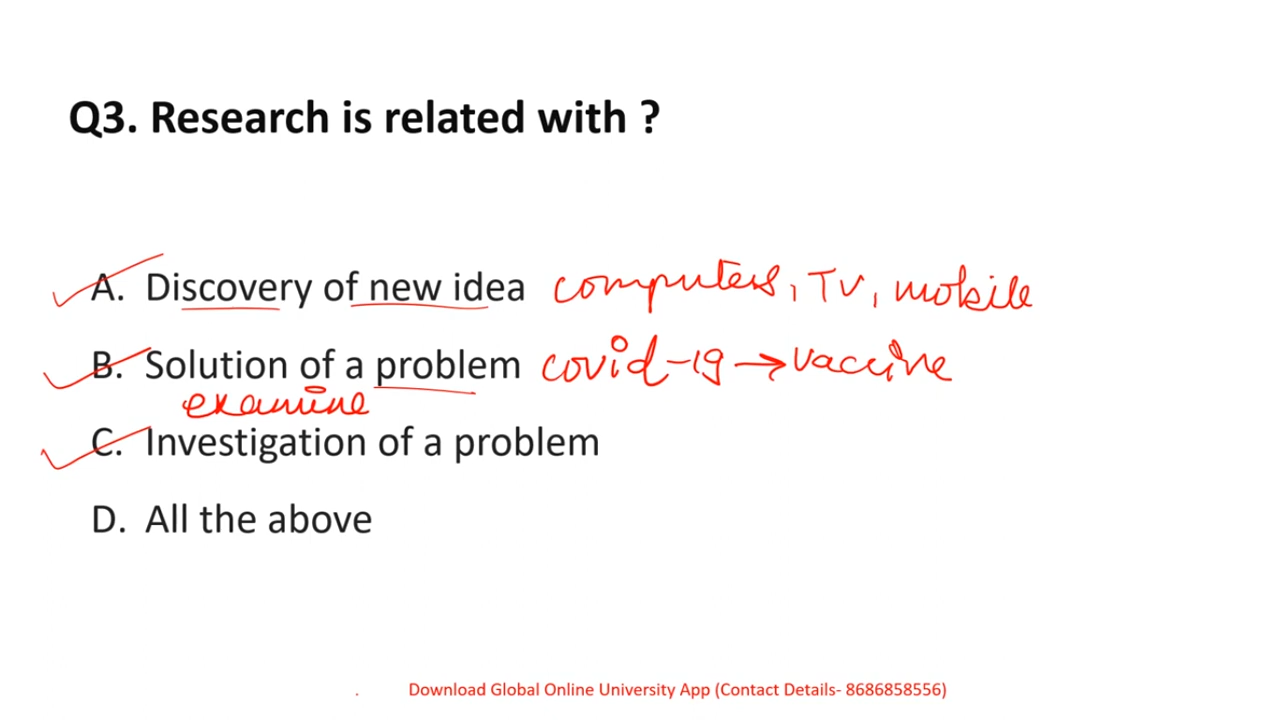 Q3. Research is related with ?
A. Discovery of new idea computers, TV, mobile
B. Solution of a problem covid-19 → vaccine
examine
C. Investigation of a problem
D. All the above
. Download Global Online University App (Contact Details- 8686858556)